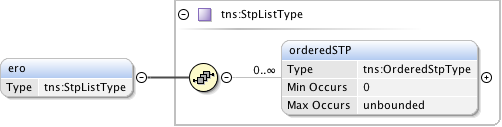 tns:StpListType
ero
Type tns:StpListType
0..∞
orderedSTP
Type tns:OrderedStpType
Min Occurs 0
Max Occurs unbounded